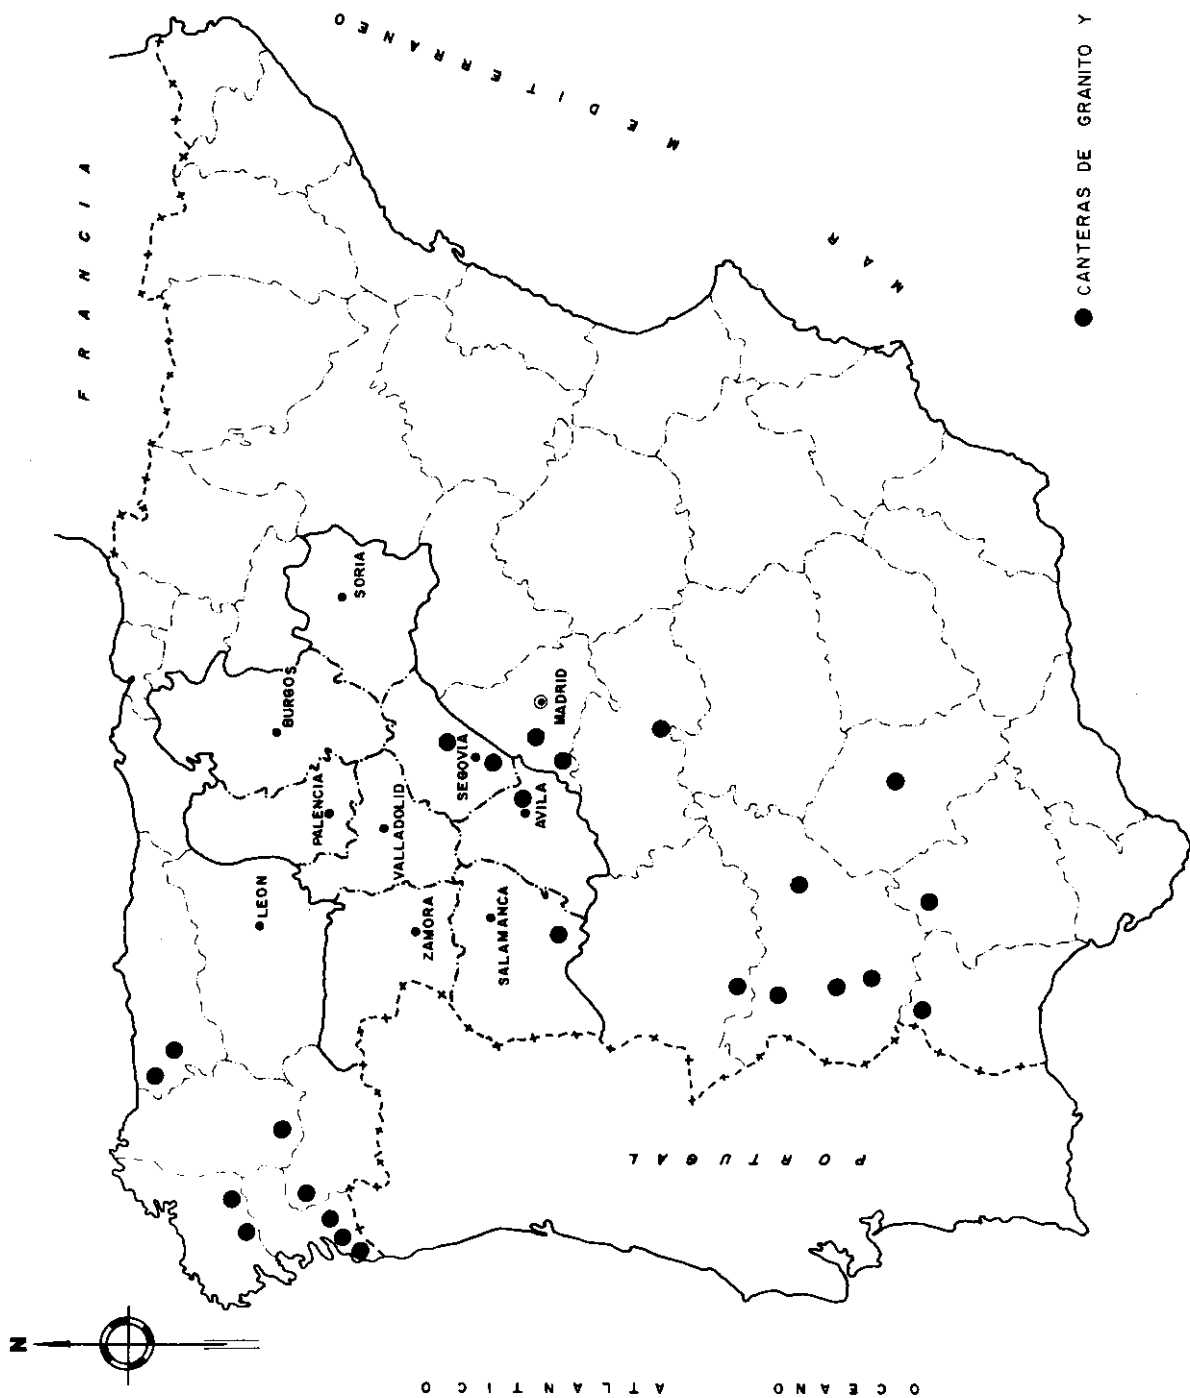 N
FRANCIA
MAR MEDITERRANEO
OCEANO ATLANTICO
PORTUGAL
LEON
BURGOS
PALENCIA
SORIA
VALLADOLID
ZAMORA
SEGOVIA
SALAMANCA
AVILA
MADRID
CANTERAS DE GRANITO Y